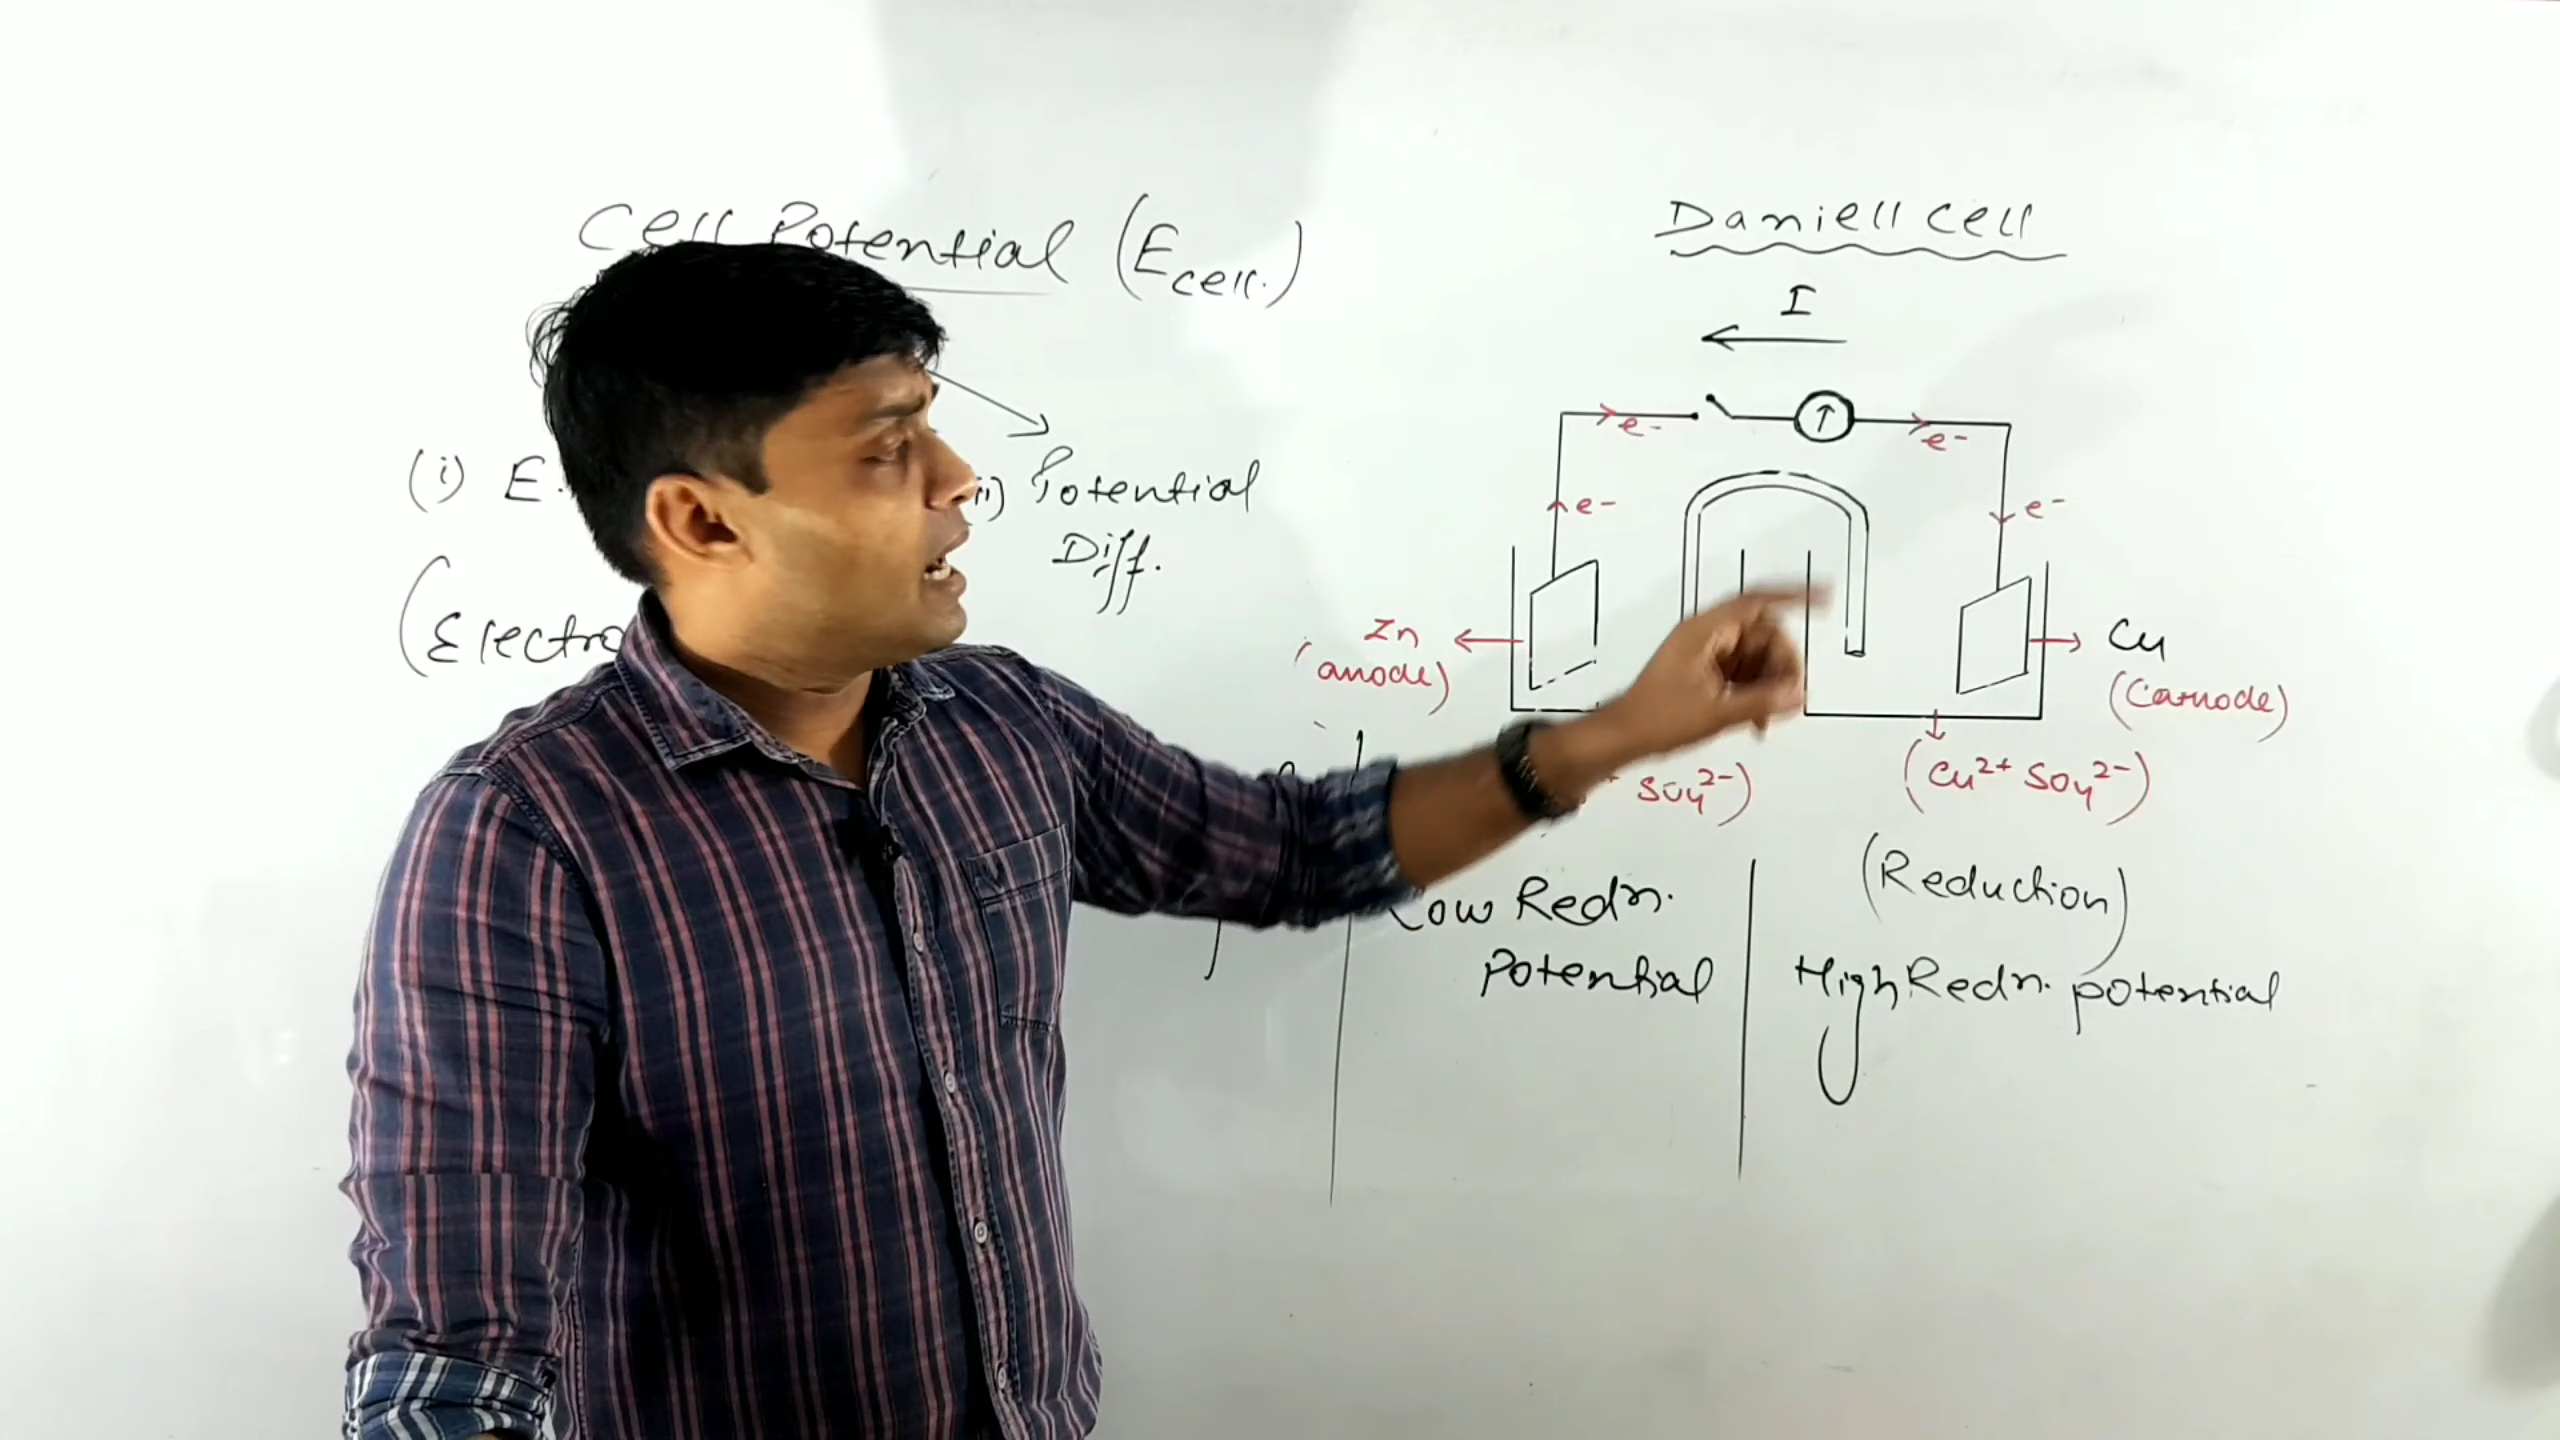 Cell Potential (Ecell.)
(i) E.
ii) Potential
Diff.
(Electro
Daniell cell
I
e-
e-
e-
e-
Zn
(anode)
Cu
(Cathode)
SO4 2-)
(Cu2+ SO4 2-)
Low Redn.
Potential
(Reduction)
High Redn. potential